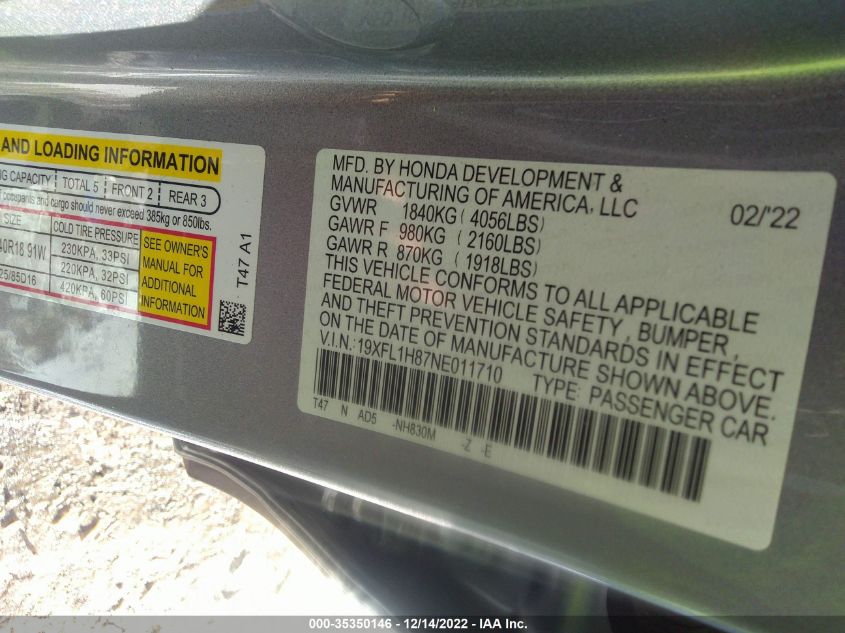 AND LOADING INFORMATION
CAPACITY TOTAL 5 FRONT 2 REAR 3
and cargo should never exceed 385kg or 850lbs.
SIZE COLD TIRE PRESSURE
40R18 91W 230KPA, 33PSI
220KPA, 32PSI
25/85D16 420KPA, 60PSI
SEE OWNER'S
MANUAL FOR
ADDITIONAL
INFORMATION
T47 A1
MFD. BY HONDA DEVELOPMENT &
MANUFACTURING OF AMERICA, LLC 02/'22
GVWR 1840KG (4056LBS)
GAWR F 980KG (2160LBS)
GAWR R 870KG (1918LBS)
THIS VEHICLE CONFORMS TO ALL APPLICABLE
FEDERAL MOTOR VEHICLE SAFETY, BUMPER,
AND THEFT PREVENTION STANDARDS IN EFFECT
ON THE DATE OF MANUFACTURE SHOWN ABOVE.
V.I.N.: 19XFL1H87NE011710 TYPE: PASSENGER CAR
T47 N AD5 -NH830M -Z -E
000-35350146 - 12/14/2022 - IAA Inc.